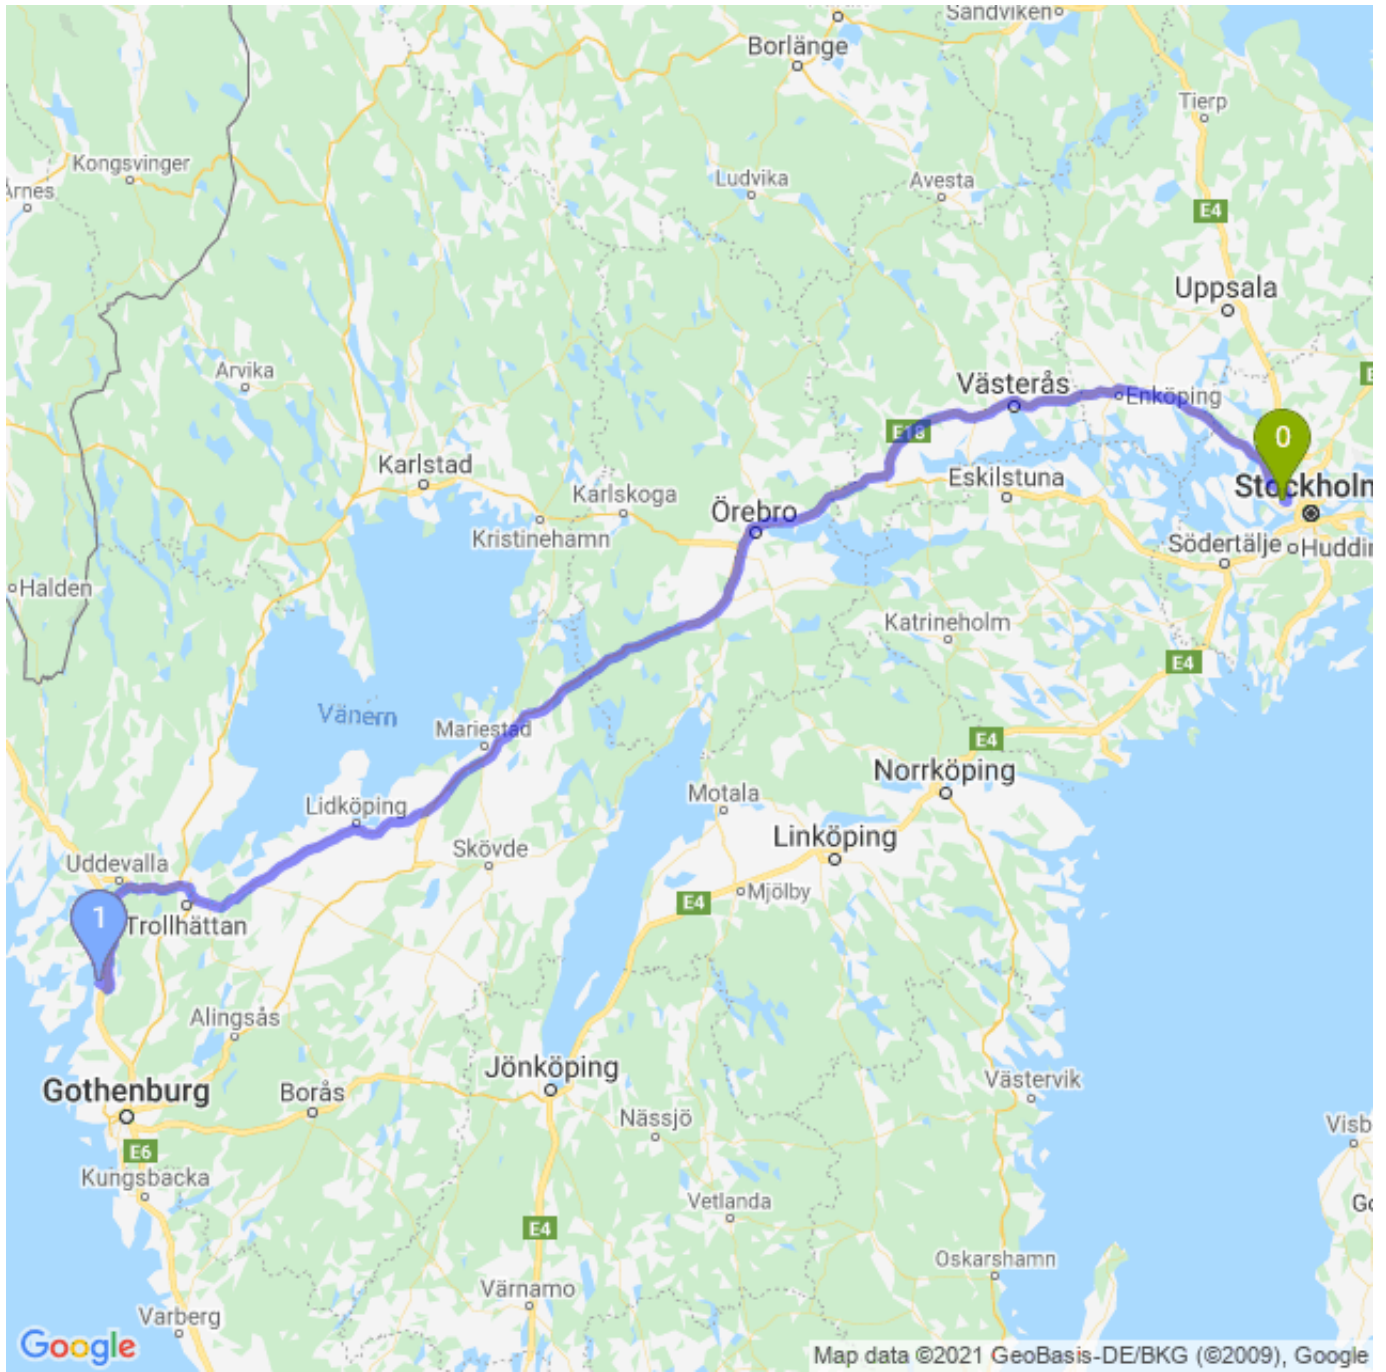 Sandviken
Borlänge
Tierp
Kongsvinger
Ludvika
Avesta
E4
Uppsala
Arvika
Västerås
Enköping
E18
0
Karlstad
Eskilstuna
Karlskoga
Stockholm
Örebro
Kristinehamn
Södertälje
Huddin
Halden
Katrineholm
E4
Vänern
Mariestad
E4
Norrköping
Motala
Lidköping
Linköping
Skövde
Uddevalla
Mjölby
E4
1
Trollhättan
Alingsås
Jönköping
Västervik
Gothenburg
Borås
Nässjö
Visb
E6
Kungsbacka
Vetlanda
Go
E4
Oskarshamn
Värnamo
Varberg
Google
Map data ©2021 GeoBasis-DE/BKG (©2009), Google